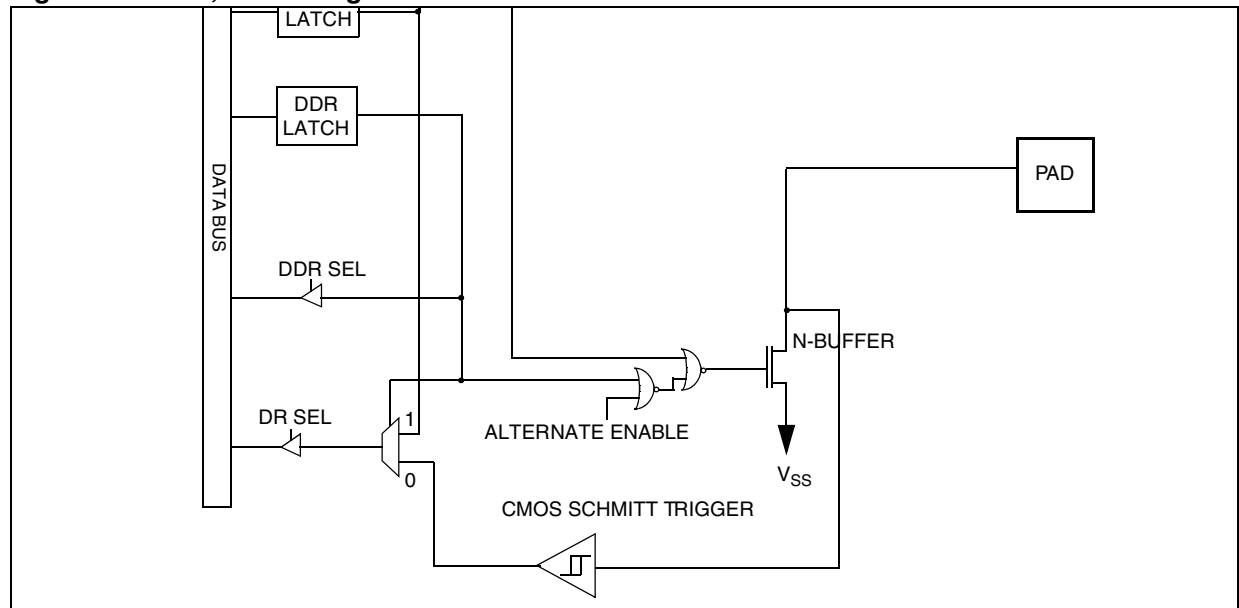 LATCH
DDR
LATCH
PAD
DATA BUS
DDR SEL
N-BUFFER
DR SEL
1
ALTERNATE ENABLE
0
VSS
CMOS SCHMITT TRIGGER